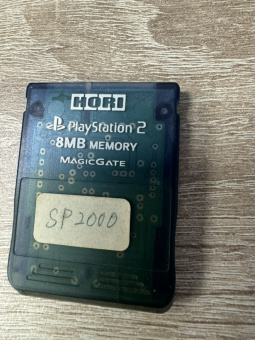 HORI
PlayStation 2
8MB MEMORY
MAGICGATE
SP2000